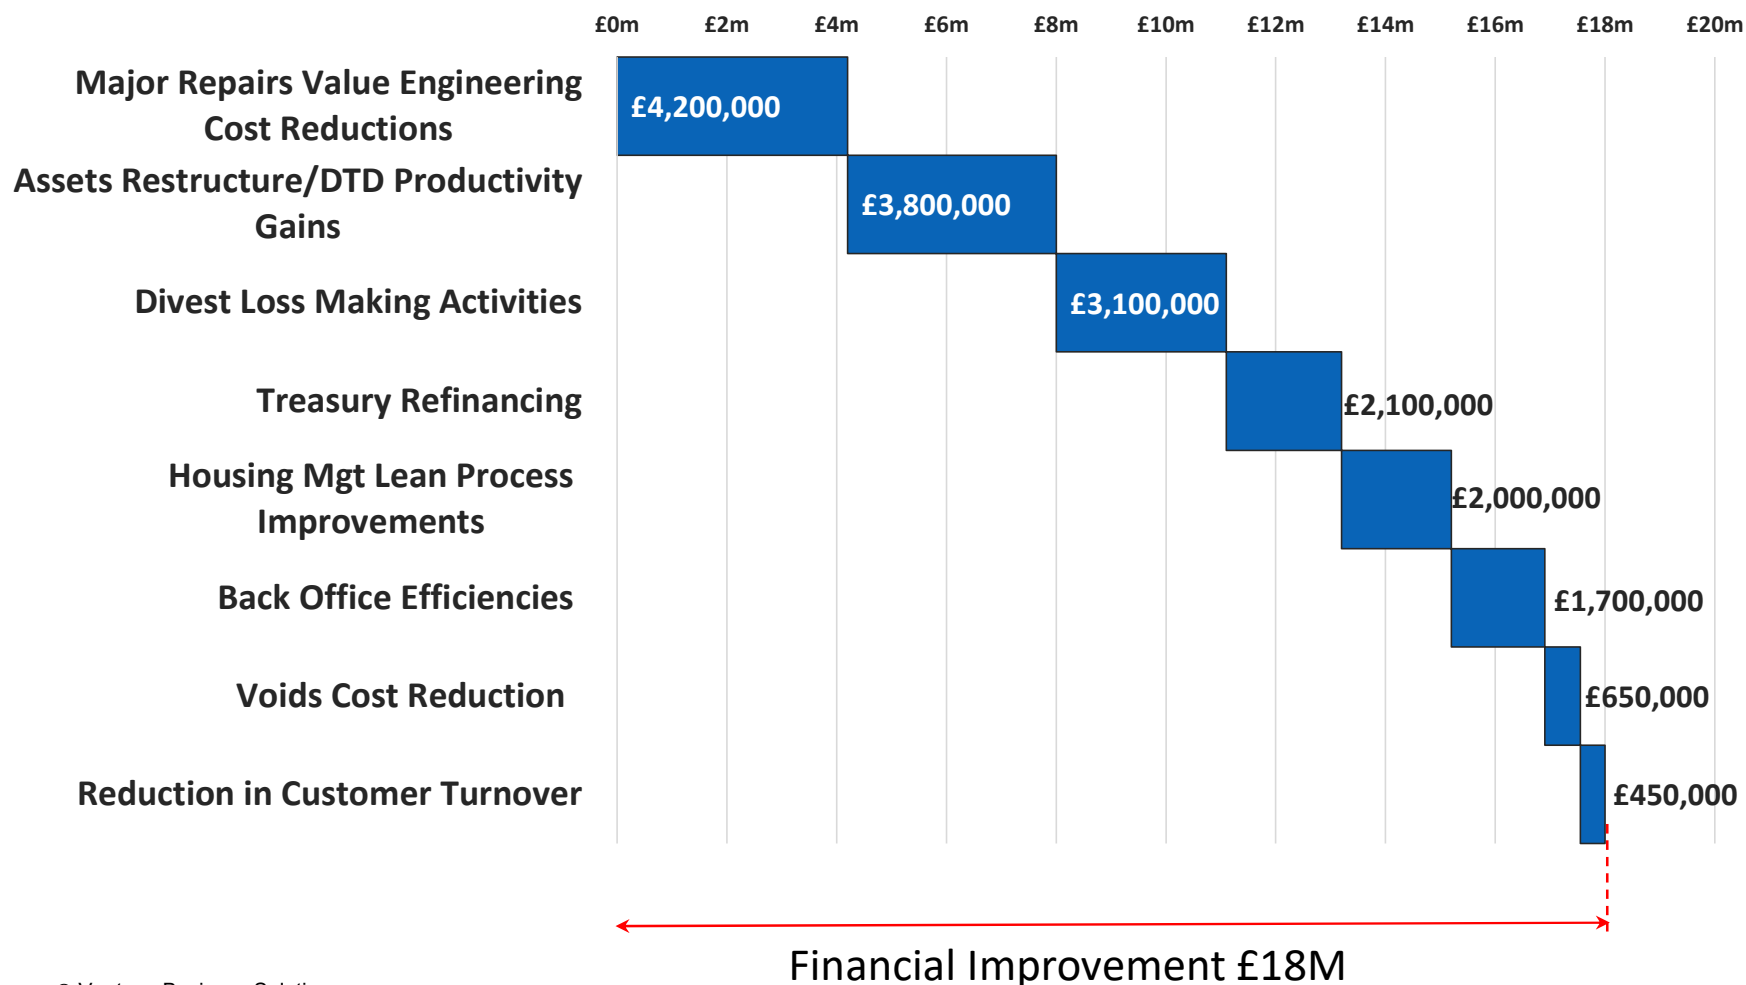 £0m £2m £4m £6m £8m £10m £12m £14m £16m £18m £20m
Major Repairs Value Engineering
Cost Reductions
£4,200,000
Assets Restructure/DTD Productivity
Gains
£3,800,000
Divest Loss Making Activities
£3,100,000
Treasury Refinancing
£2,100,000
Housing Mgt Lean Process
Improvements
£2,000,000
Back Office Efficiencies
£1,700,000
Voids Cost Reduction
£650,000
Reduction in Customer Turnover
£450,000
Financial Improvement £18M